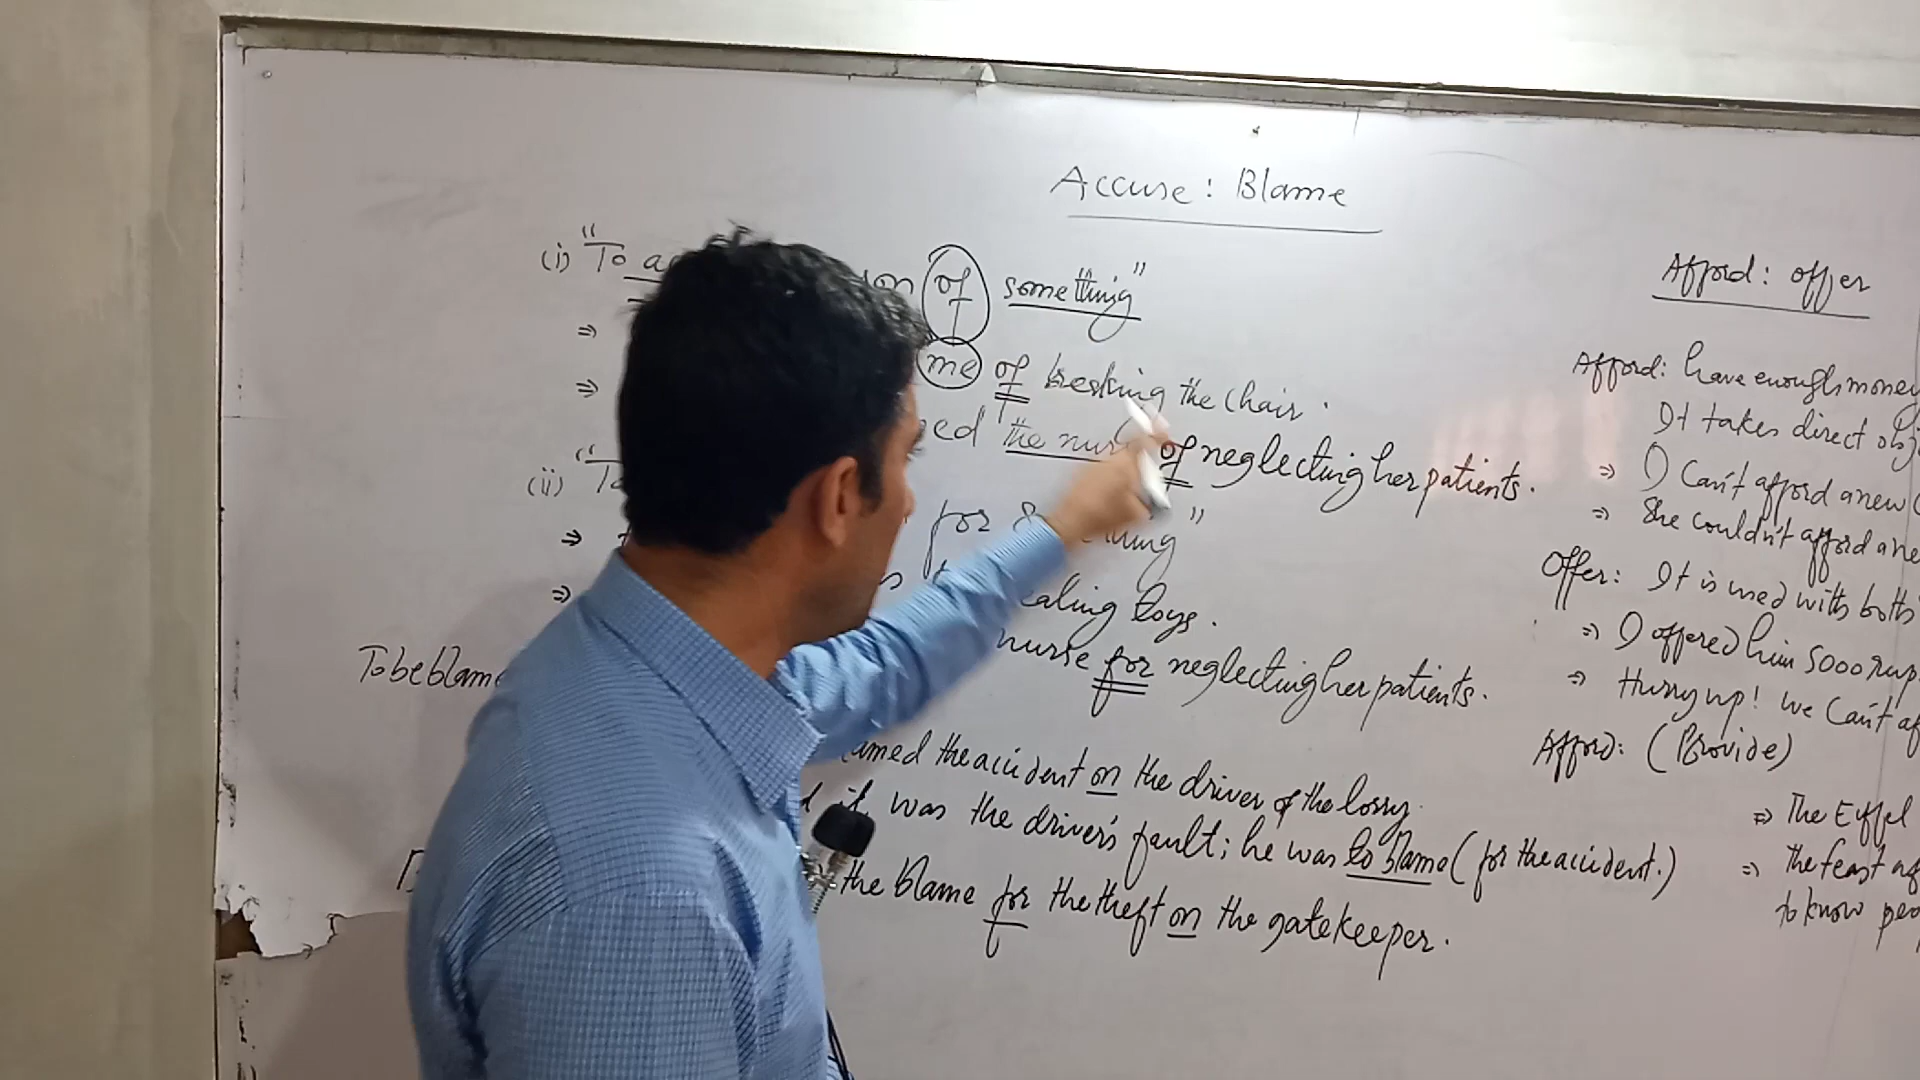 Accuse : Blame
(i) "To a on of something"
⇒
me of breaking the chair.
⇒ ed the nurse of neglecting her patients.
(ii) "To for something"
⇒
⇒ ealing toys.
nurse for neglecting her patients.
To be blame
amed the accident on the driver of the lorry.
it was the driver's fault; he was to blame (for the accident.)
the blame for the theft on the gatekeeper.
Afford : offer
Afford: have enough money
It takes direct obj
⇒ I can't afford a new
⇒ She couldn't afford a ne
Offer: It is used with both
⇒ I offered him 5000 rup
⇒ Hurry up! we can't af
Afford: (Provide)
⇒ The Eiffel
⇒ the feast af
to know peo